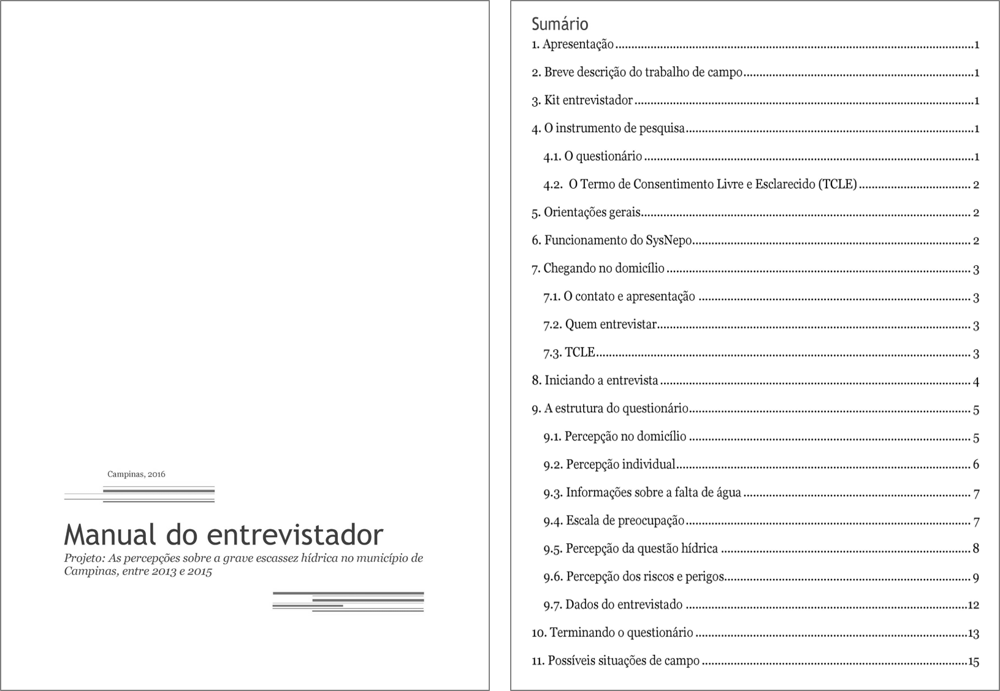 Campinas, 2016
Manual do entrevistador
Projeto: As percepções sobre a grave escassez hídrica no município de
Campinas, entre 2013 e 2015
Sumário
1. Apresentação....................1
2. Breve descrição do trabalho de campo....................1
3. Kit entrevistador....................1
4. O instrumento de pesquisa....................1
4.1. O questionário....................1
4.2. O Termo de Consentimento Livre e Esclarecido (TCLE)....................2
5. Orientações gerais....................2
6. Funcionamento do SysNepo....................2
7. Chegando no domicílio....................3
7.1. O contato e apresentação....................3
7.2. Quem entrevistar....................3
7.3. TCLE....................3
8. Iniciando a entrevista....................4
9. A estrutura do questionário....................5
9.1. Percepção no domicílio....................5
9.2. Percepção individual....................6
9.3. Informações sobre a falta de água....................7
9.4. Escala de preocupação....................7
9.5. Percepção da questão hídrica....................8
9.6. Percepção dos riscos e perigos....................9
9.7. Dados do entrevistado....................12
10. Terminando o questionário....................13
11. Possíveis situações de campo....................15